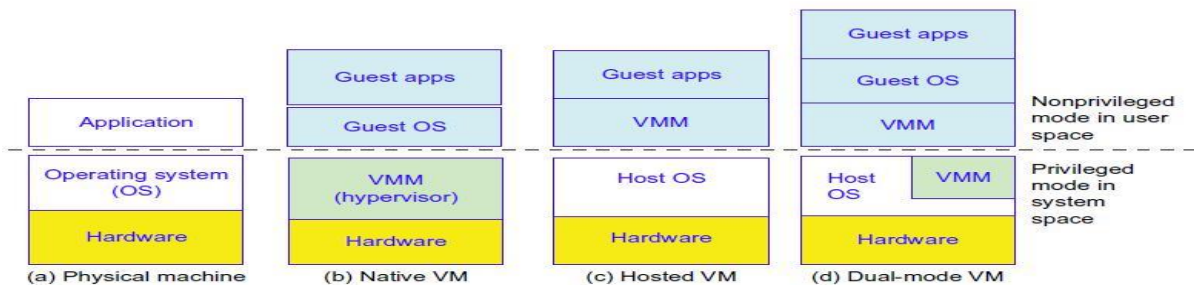 Application
Operating system
(OS)
Hardware
(a) Physical machine
Guest apps
Guest OS
VMM
(hypervisor)
Hardware
(b) Native VM
Guest apps
VMM
Host OS
Hardware
(c) Hosted VM
Guest apps
Guest OS
VMM
Host
OS
VMM
Hardware
(d) Dual-mode VM
Nonprivileged
mode in user
space
Privileged
mode in
system
space